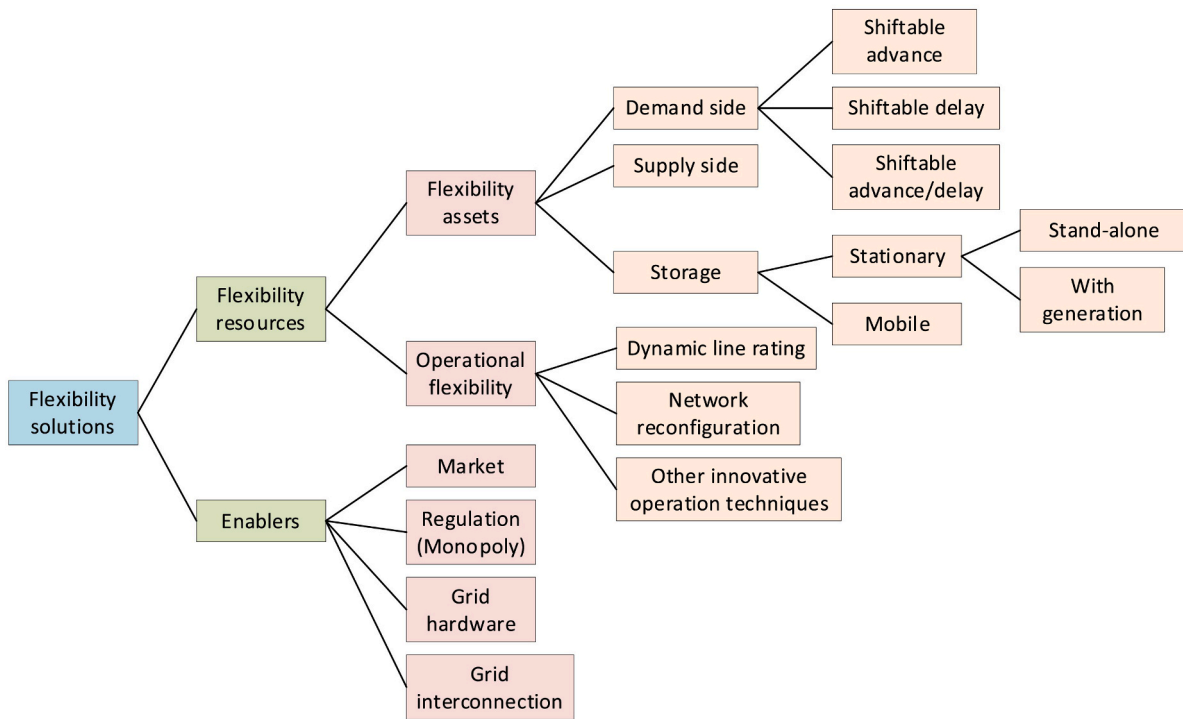 Flexibility
solutions
Flexibility
resources
Enablers
Flexibility
assets
Operational
flexibility
Market
Regulation
(Monopoly)
Grid
hardware
Grid
interconnection
Demand side
Supply side
Storage
Dynamic line rating
Network
reconfiguration
Other innovative
operation techniques
Shiftable
advance
Shiftable delay
Shiftable
advance/delay
Stationary
Mobile
Stand-alone
With
generation